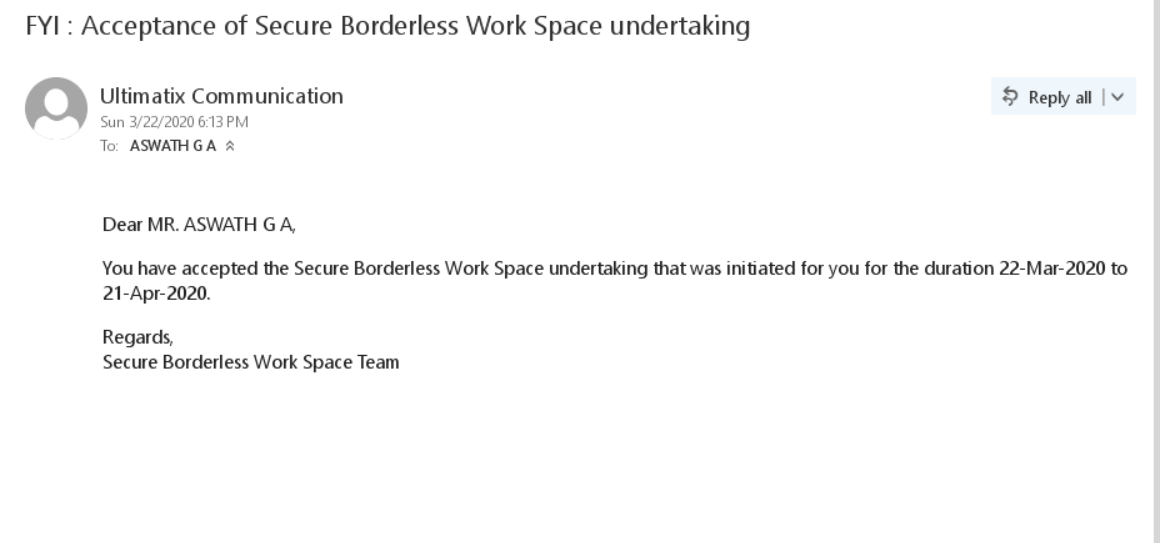 FYI : Acceptance of Secure Borderless Work Space undertaking
Ultimatix Communication
Reply all
Sun 3/22/2020 6:13 PM
To: ASWATH G A
Dear MR. ASWATH G A,
You have accepted the Secure Borderless Work Space undertaking that was initiated for you for the duration 22-Mar-2020 to
21-Apr-2020.
Regards,
Secure Borderless Work Space Team